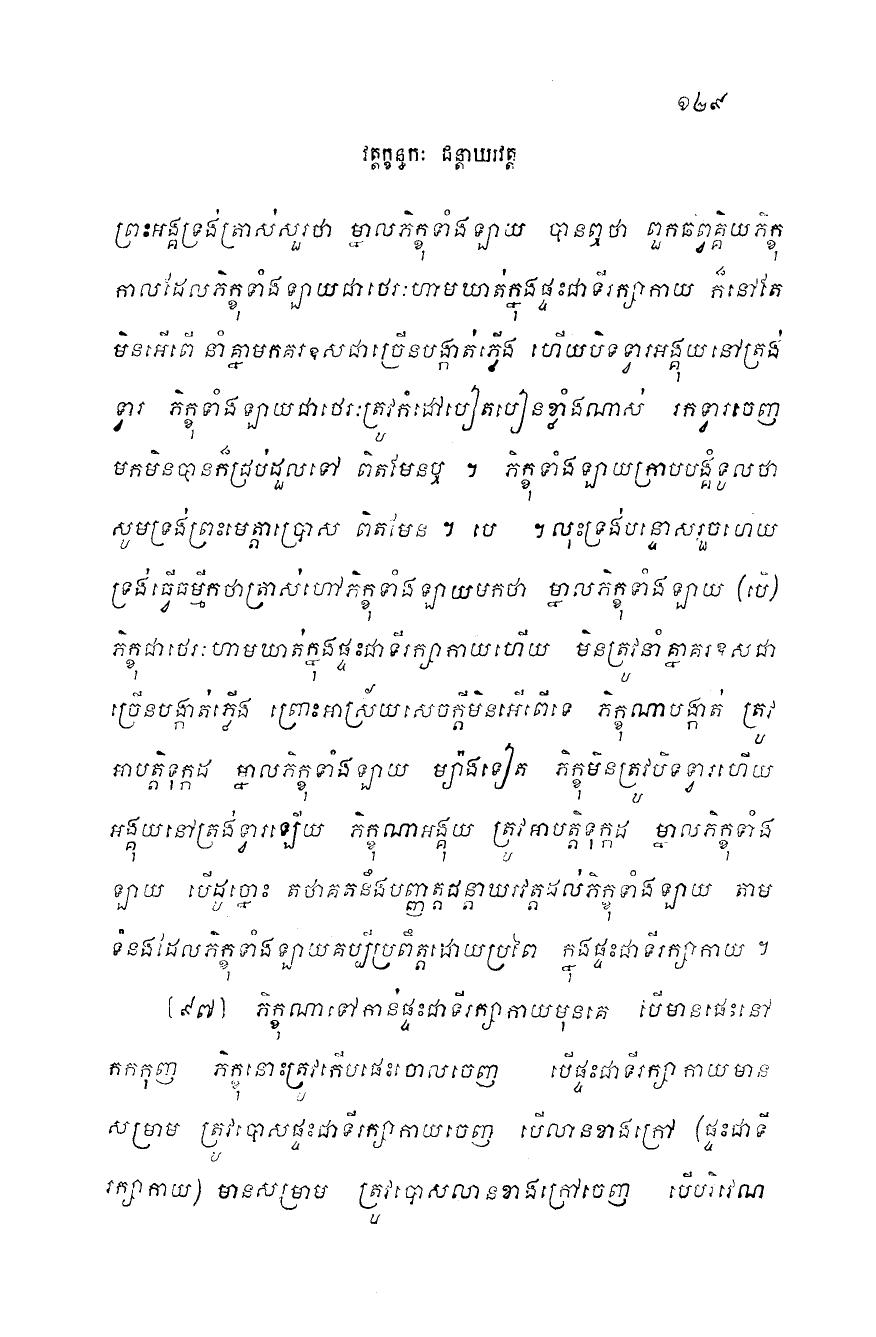 ១២៩
វត្តក្ខន្ធកៈ ជន្តាឃរវត្ត
ព្រះអង្គទ្រង់ត្រាស់សួរថា ម្នាលភិក្ខុទាំងឡាយ បានឮថា ពួកឆព្វគ្គិយភិក្ខុ
កាលដែលភិក្ខុទាំងឡាយជាថេរៈហាមឃាត់ក្នុងផ្ទះជាទីរក្សាកាយ ក៏នៅតែ
មិនអើពើ នាំគ្នាមកគរឧសជាច្រើនបង្កាត់ភ្លើង ហើយបិទទ្វារអង្គុយនៅត្រង់
ទ្វារ ភិក្ខុទាំងឡាយជាថេរៈត្រូវកំដៅបៀតបៀនខ្លាំងណាស់ រកទ្វារចេញ
មកមិនបានក៏ដ្រប់ដួលទៅ ពិតមែនឬ ។ ភិក្ខុទាំងឡាយក្រាបបង្គំទូលថា
សូមទ្រង់ព្រះមេត្តាប្រោស ពិតមែន ។ បេ ។ លុះទ្រង់បន្ទោសរួចហើយ
ទ្រង់ធ្វើធម្មីកថាត្រាស់ហៅភិក្ខុទាំងឡាយមកថា ម្នាលភិក្ខុទាំងឡាយ (បើ)
ភិក្ខុជាថេរៈហាមឃាត់ក្នុងផ្ទះជាទីរក្សាកាយហើយ មិនត្រូវនាំគ្នាគរឧសជា
ច្រើនបង្កាត់ភ្លើង ព្រោះអាស្រ័យសេចក្តីមិនអើពើទេ ភិក្ខុណាបង្កាត់ ត្រូវ
អាបត្តិទុក្កដ ម្នាលភិក្ខុទាំងឡាយ ម្យ៉ាងទៀត ភិក្ខុមិនត្រូវបិទទ្វារហើយ
អង្គុយនៅត្រង់ទ្វារឡើយ ភិក្ខុណាអង្គុយ ត្រូវអាបត្តិទុក្កដ ម្នាលភិក្ខុទាំង
ឡាយ បើដូច្នោះ តថាគតនឹងបញ្ញត្តជន្តាឃរវត្តដល់ភិក្ខុទាំងឡាយ តាម
ទំនងដែលភិក្ខុទាំងឡាយគប្បីប្រពឹត្តដោយប្រពៃ ក្នុងផ្ទះជាទីរក្សាកាយ ។
(៩៧) ភិក្ខុណាទៅកាន់ផ្ទះជាទីរក្សាកាយមុនគេ បើមានផេះនៅ
កកកុញ ភិក្ខុនោះត្រូវកើបផេះចោលចេញ បើផ្ទះជាទីរក្សាកាយមាន
សម្រាម ត្រូវបោសផ្ទះជាទីរក្សាកាយចេញ បើលានខាងក្រៅ (ផ្ទះជាទី
រក្សាកាយ) មានសម្រាម ត្រូវបោសលានខាងក្រៅចេញ បើបរិវេណ